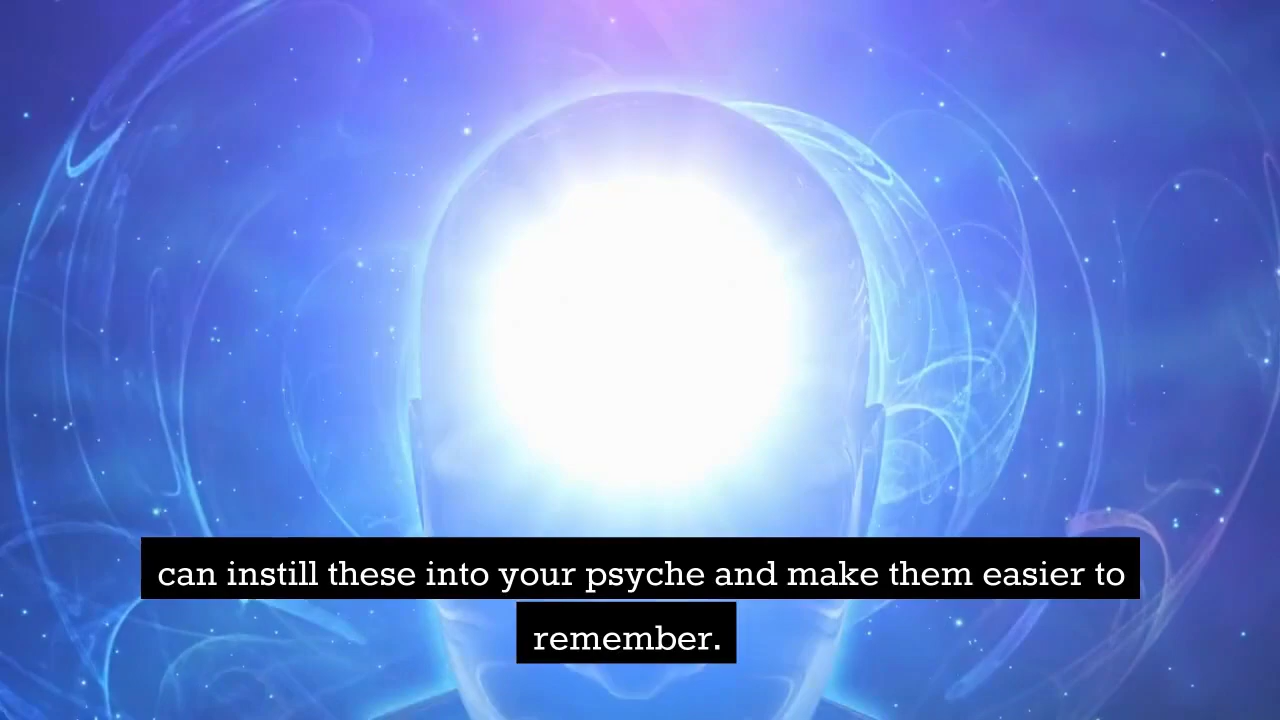 can instill these into your psyche and make them easier to
remember.